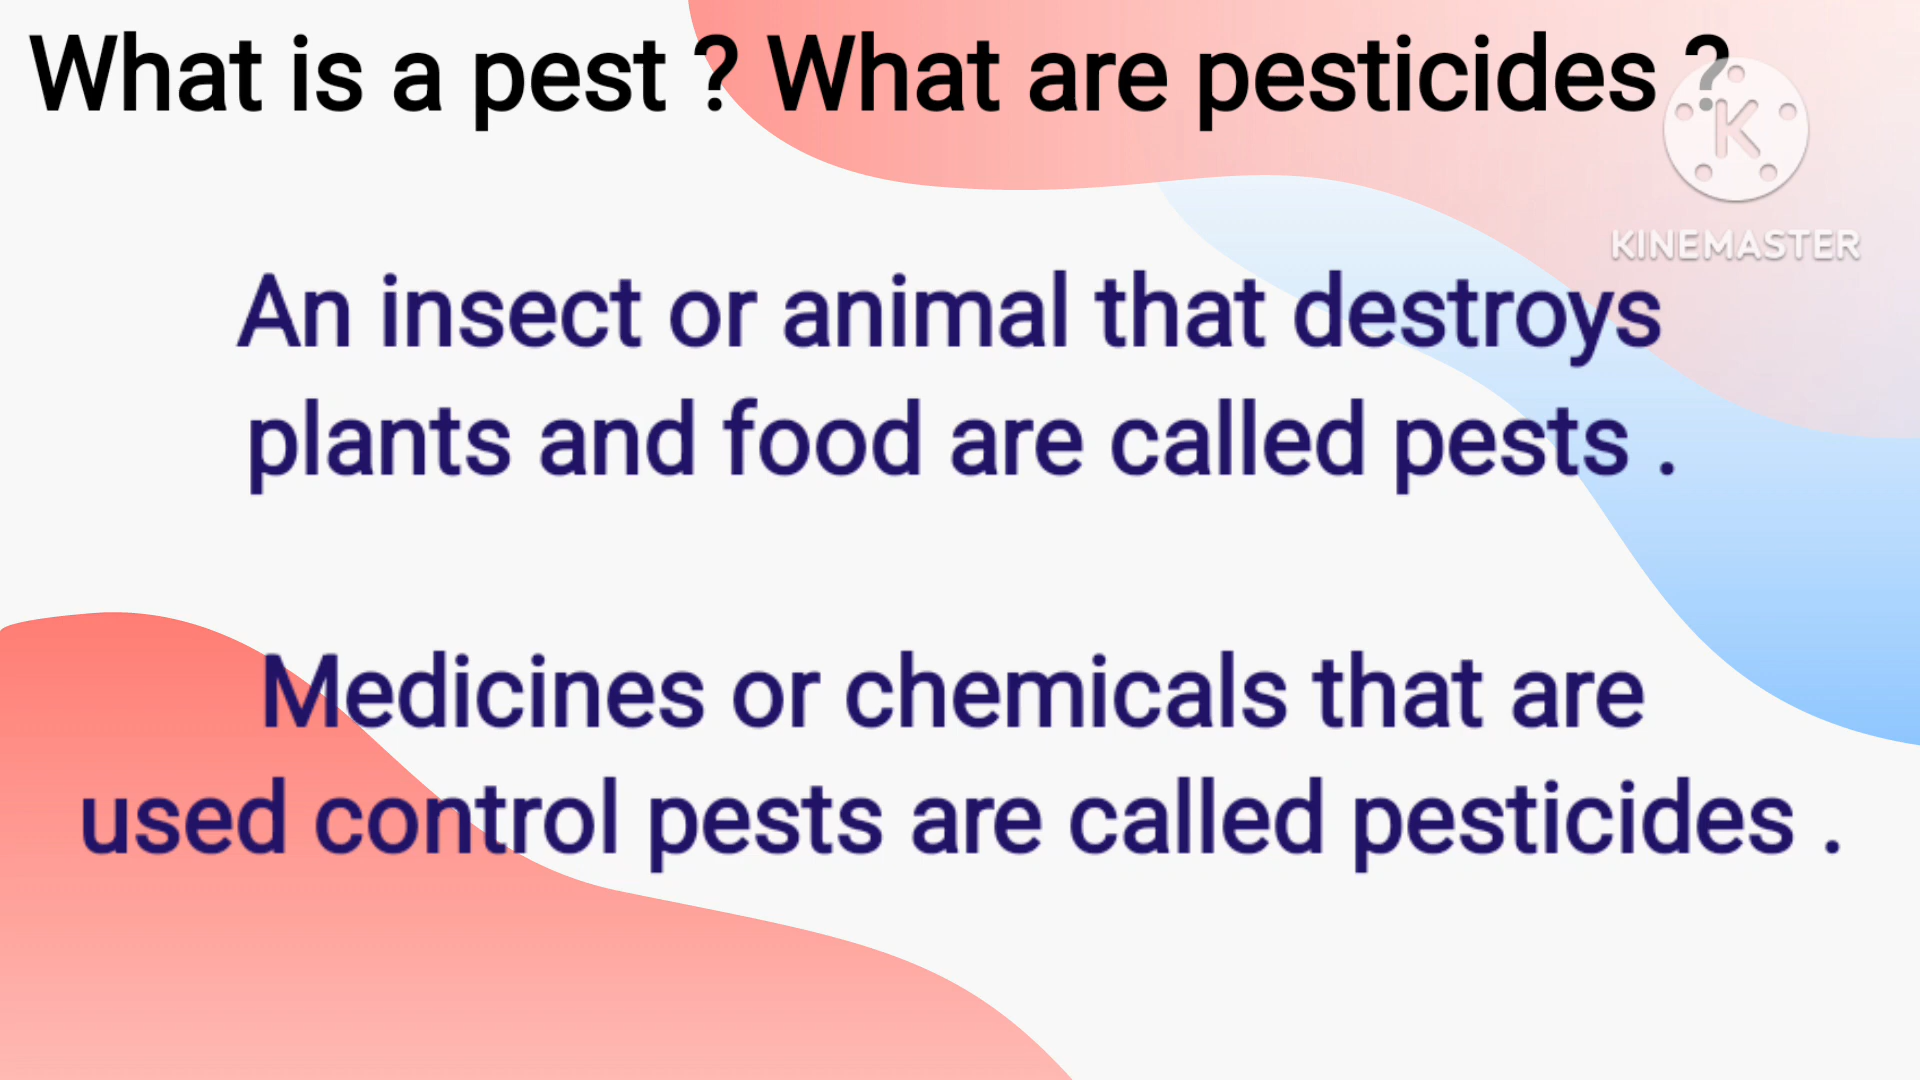 What is a pest ? What are pesticides ?
K
KINEMASTER
An insect or animal that destroys
plants and food are called pests .
Medicines or chemicals that are
used control pests are called pesticides .